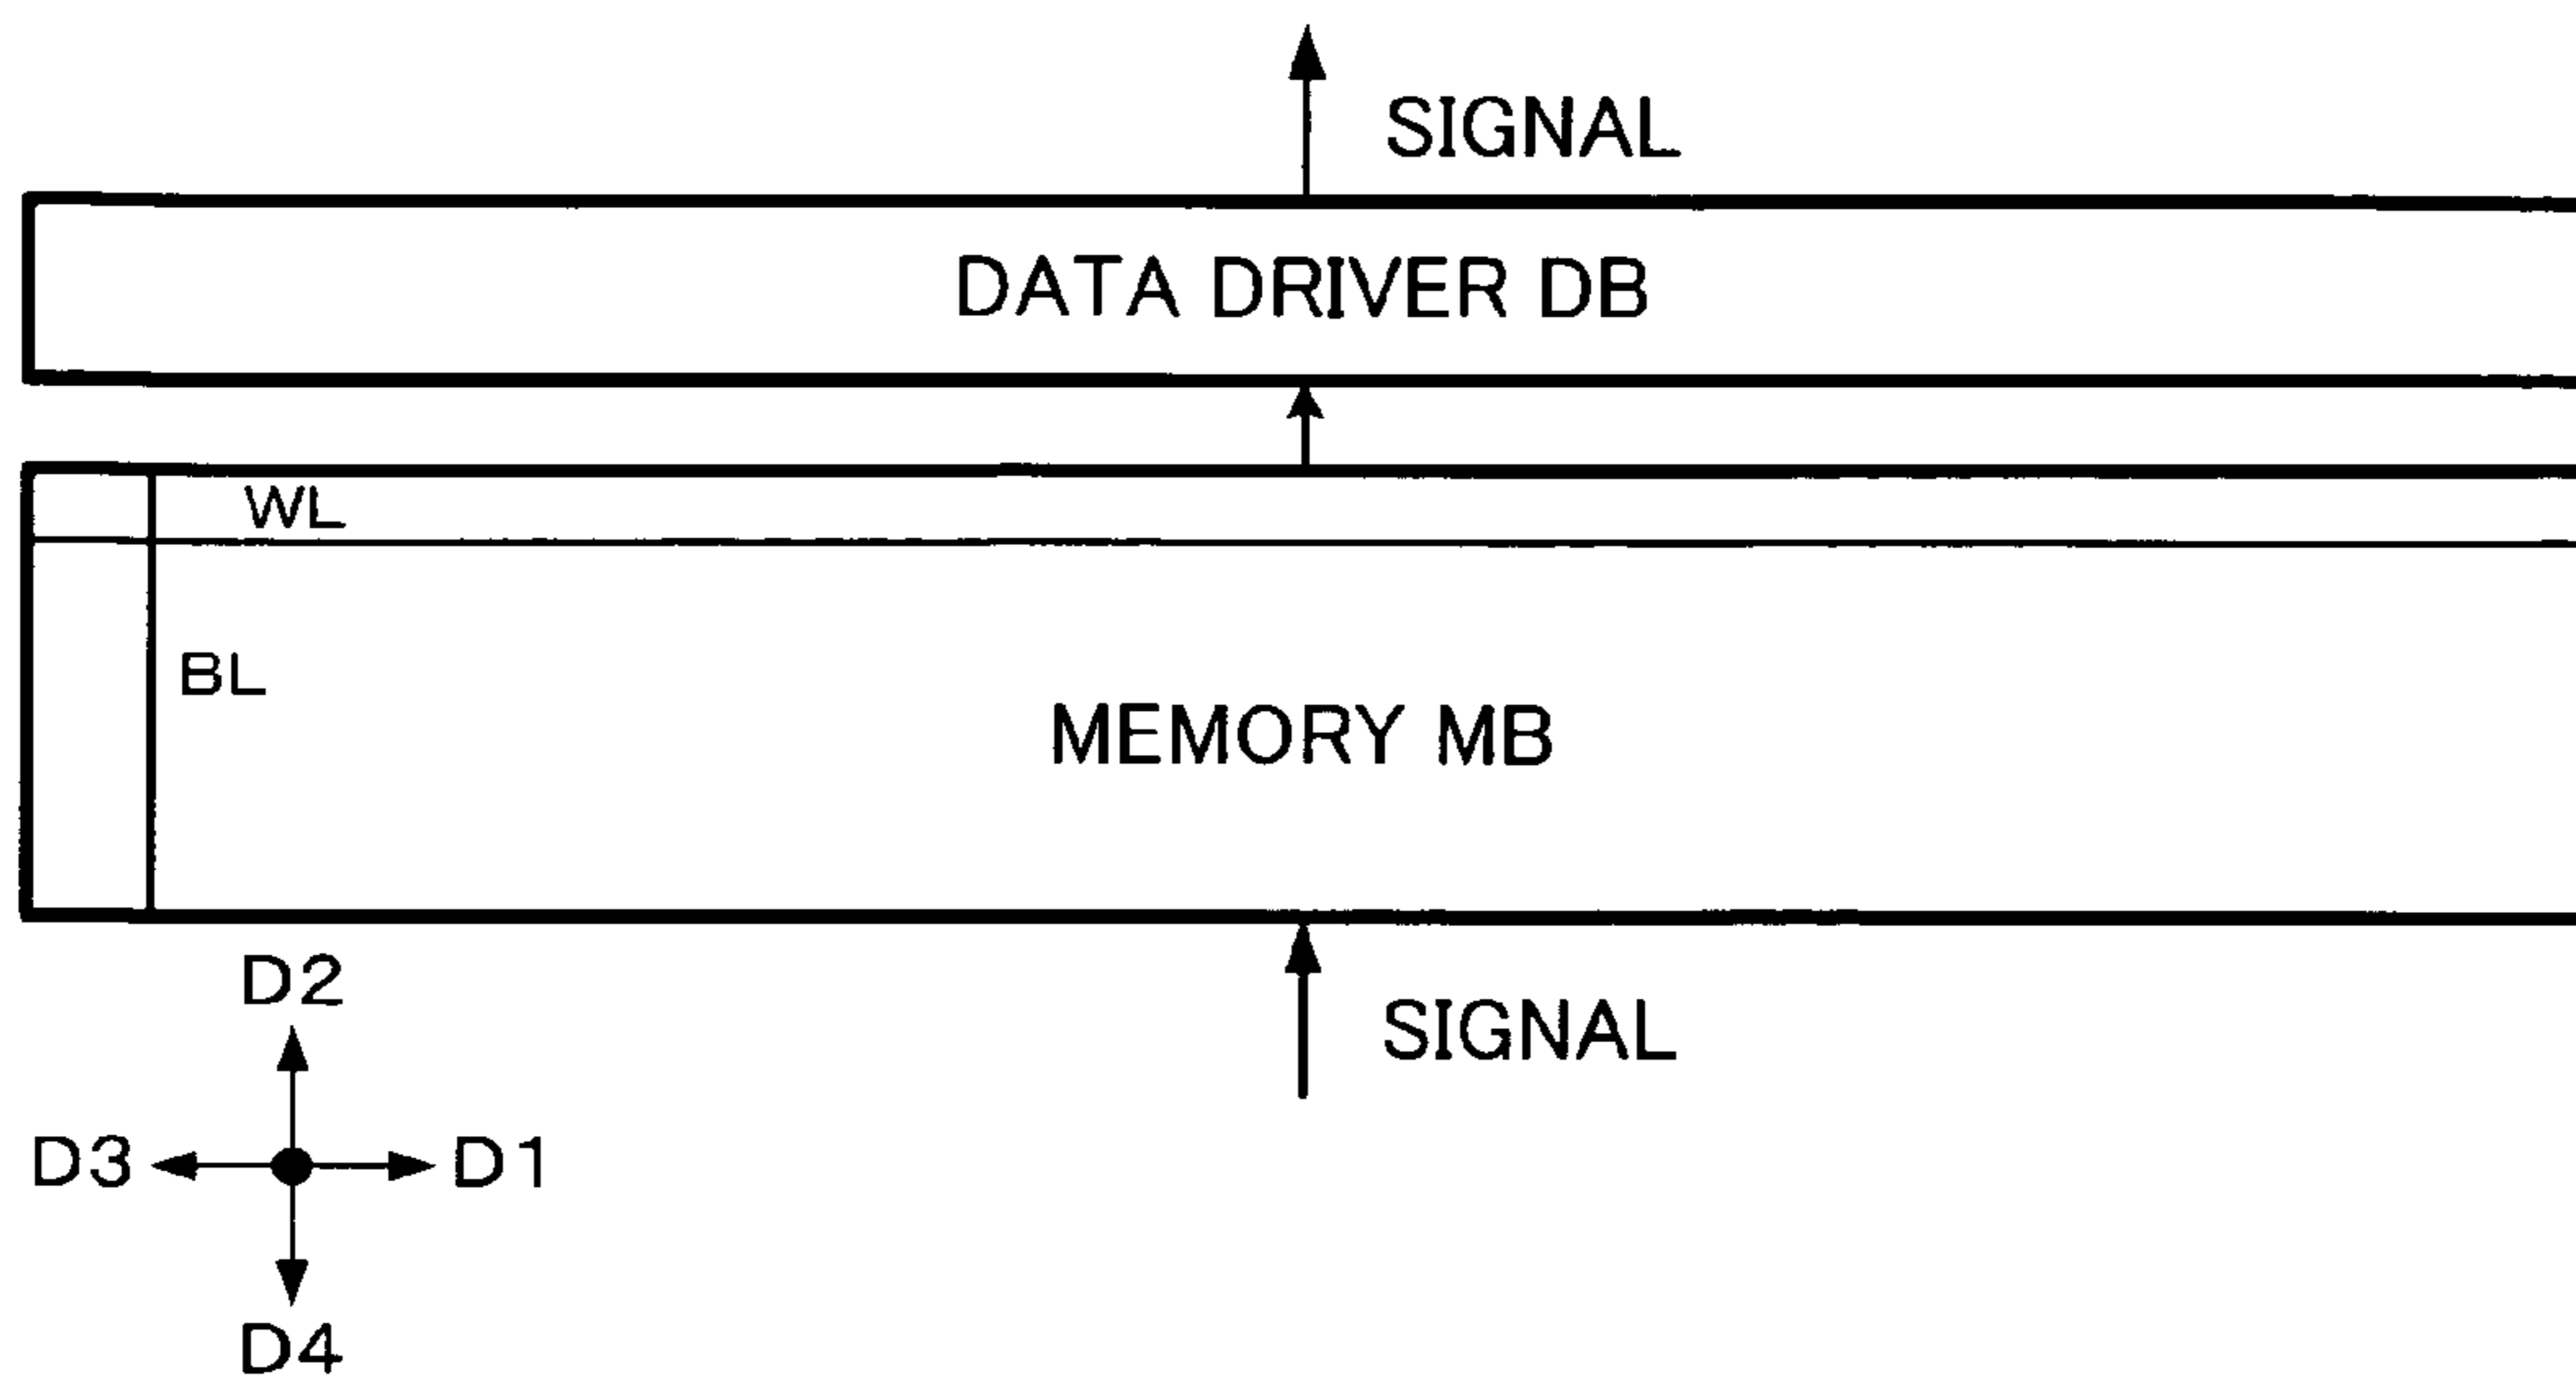 SIGNAL
DATA DRIVER DB
WL
BL
MEMORY MB
D2
SIGNAL
D3 D1
D4